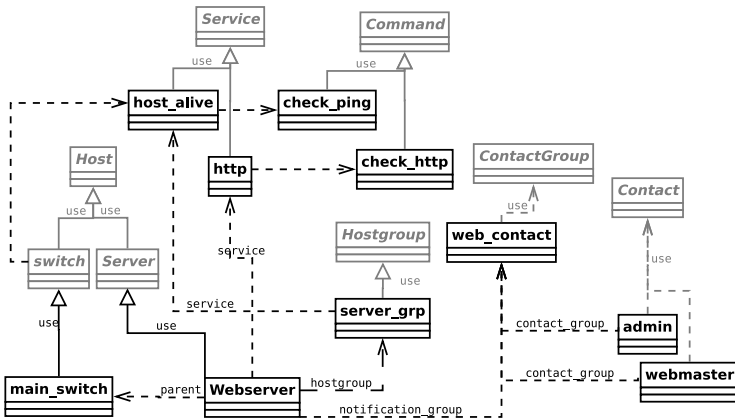 Service
Command
use
use
host_alive
check_ping
http
check_http
Host
ContactGroup
Contact
use
use
use
switch
Server
Hostgroup
web_contact
service
use
use
service
server_grp
use
use
contact_group
admin
main_switch
parent
Webserver
hostgroup
contact_group
webmaster
notification_group